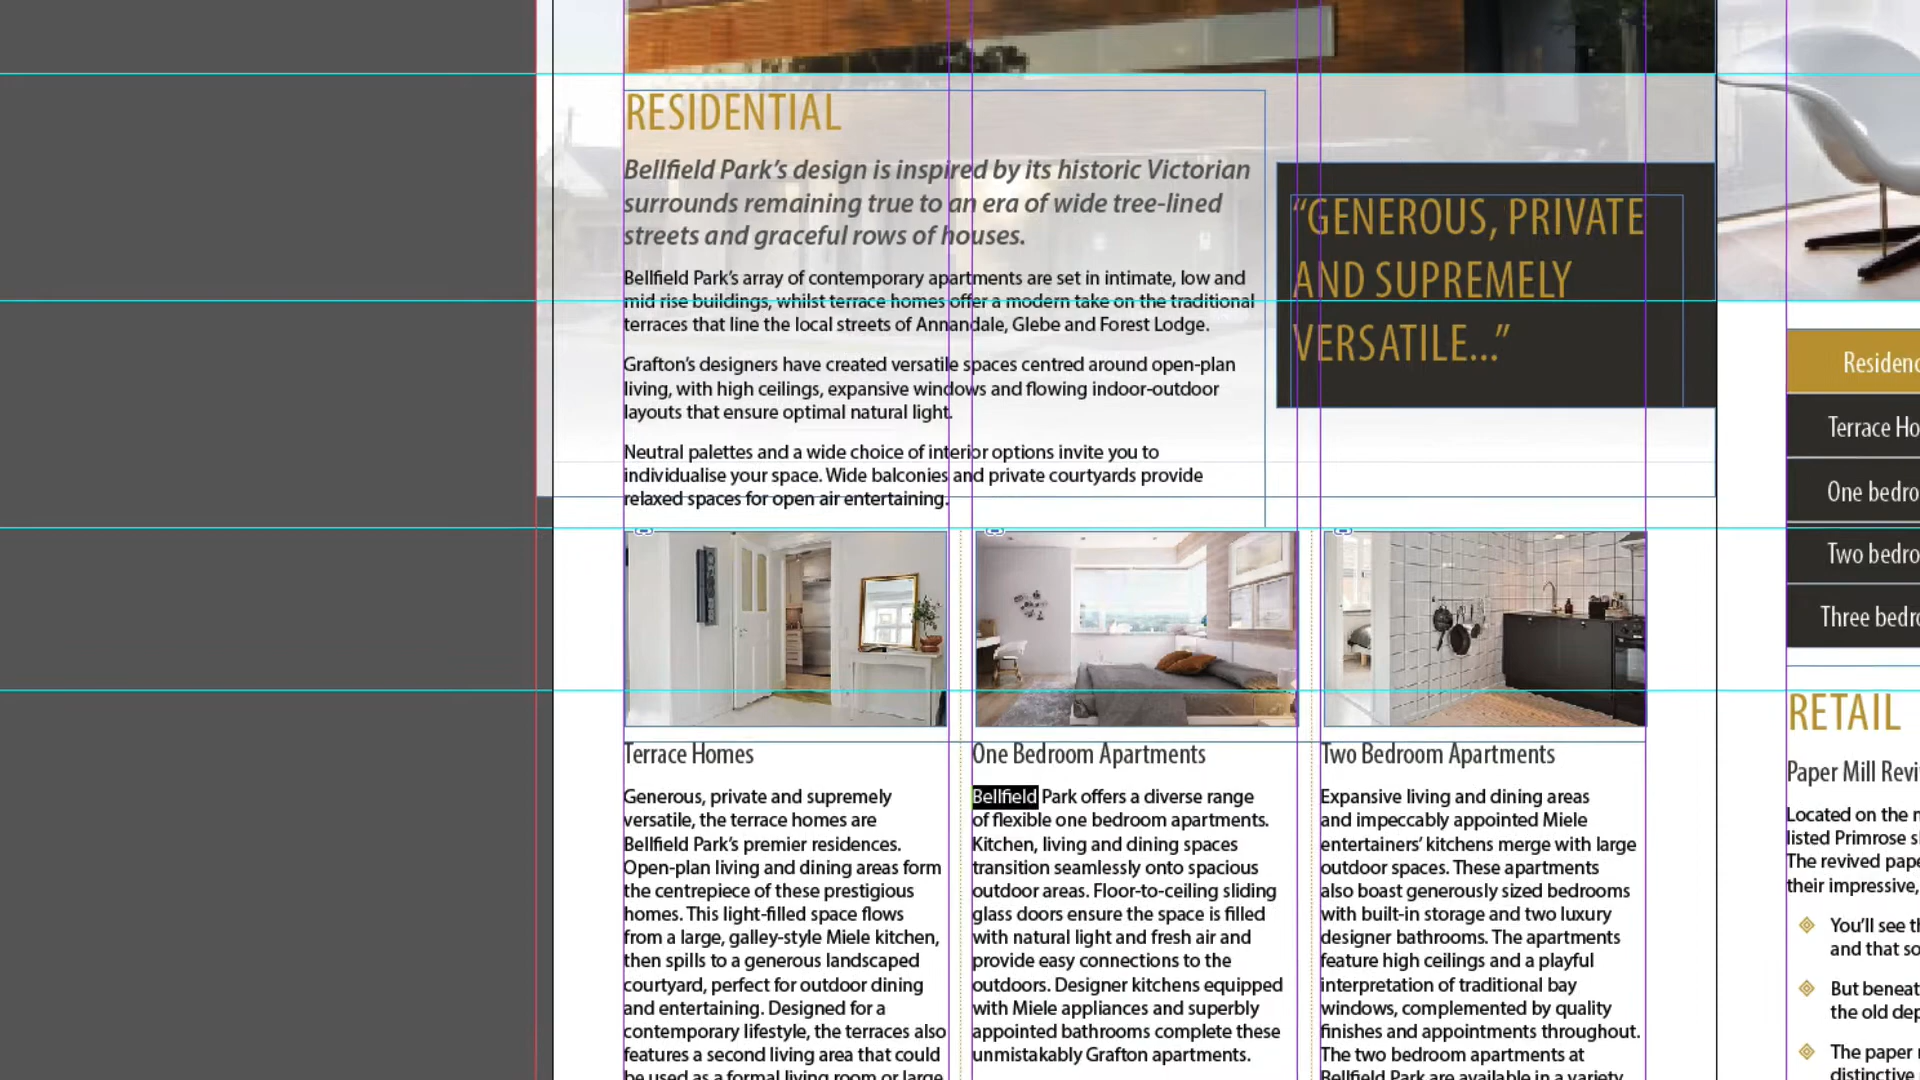 RESIDENTIAL
Bellfield Park’s design is inspired by its historic Victorian
surrounds remaining true to an era of wide tree-lined
streets and graceful rows of houses.
Bellfield Park’s array of contemporary apartments are set in intimate, low and
mid rise buildings, whilst terrace homes offer a modern take on the traditional
terraces that line the local streets of Annandale, Glebe and Forest Lodge.
Grafton’s designers have created versatile spaces centred around open-plan
living, with high ceilings, expansive windows and flowing indoor-outdoor
layouts that ensure optimal natural light.
Neutral palettes and a wide choice of interior options invite you to
individualise your space. Wide balconies and private courtyards provide
relaxed spaces for open air entertaining.
“GENEROUS, PRIVATE
AND SUPREMELY
VERSATILE...”
Terrace Homes
Generous, private and supremely
versatile, the terrace homes are
Bellfield Park’s premier residences.
Open-plan living and dining areas form
the centrepiece of these prestigious
homes. This light-filled space flows
from a large, galley-style Miele kitchen,
then spills to a generous landscaped
courtyard, perfect for outdoor dining
and entertaining. Designed for a
contemporary lifestyle, the terraces also
features a second living area that could
be used as a formal living room or large
One Bedroom Apartments
Bellfield Park offers a diverse range
of flexible one bedroom apartments.
Kitchen, living and dining spaces
transition seamlessly onto spacious
outdoor areas. Floor-to-ceiling sliding
glass doors ensure the space is filled
with natural light and fresh air and
provide easy connections to the
outdoors. Designer kitchens equipped
with Miele appliances and superbly
appointed bathrooms complete these
unmistakably Grafton apartments.
Two Bedroom Apartments
Expansive living and dining areas
and impeccably appointed Miele
entertainers’ kitchens merge with large
outdoor spaces. These apartments
also boast generously sized bedrooms
with built-in storage and two luxury
designer bathrooms. The apartments
feature high ceilings and a playful
interpretation of traditional bay
windows, complemented by quality
finishes and appointments throughout.
The two bedroom apartments at
Bellfield Park are available in a variety
Residenc
Terrace Ho
One bedro
Two bedro
Three bedr
RETAIL
Paper Mill Revi
Located on the
listed Primrose
The revived pape
their impressive,
You’ll see
and that so
But beneat
the old dep
The paper
distinctive